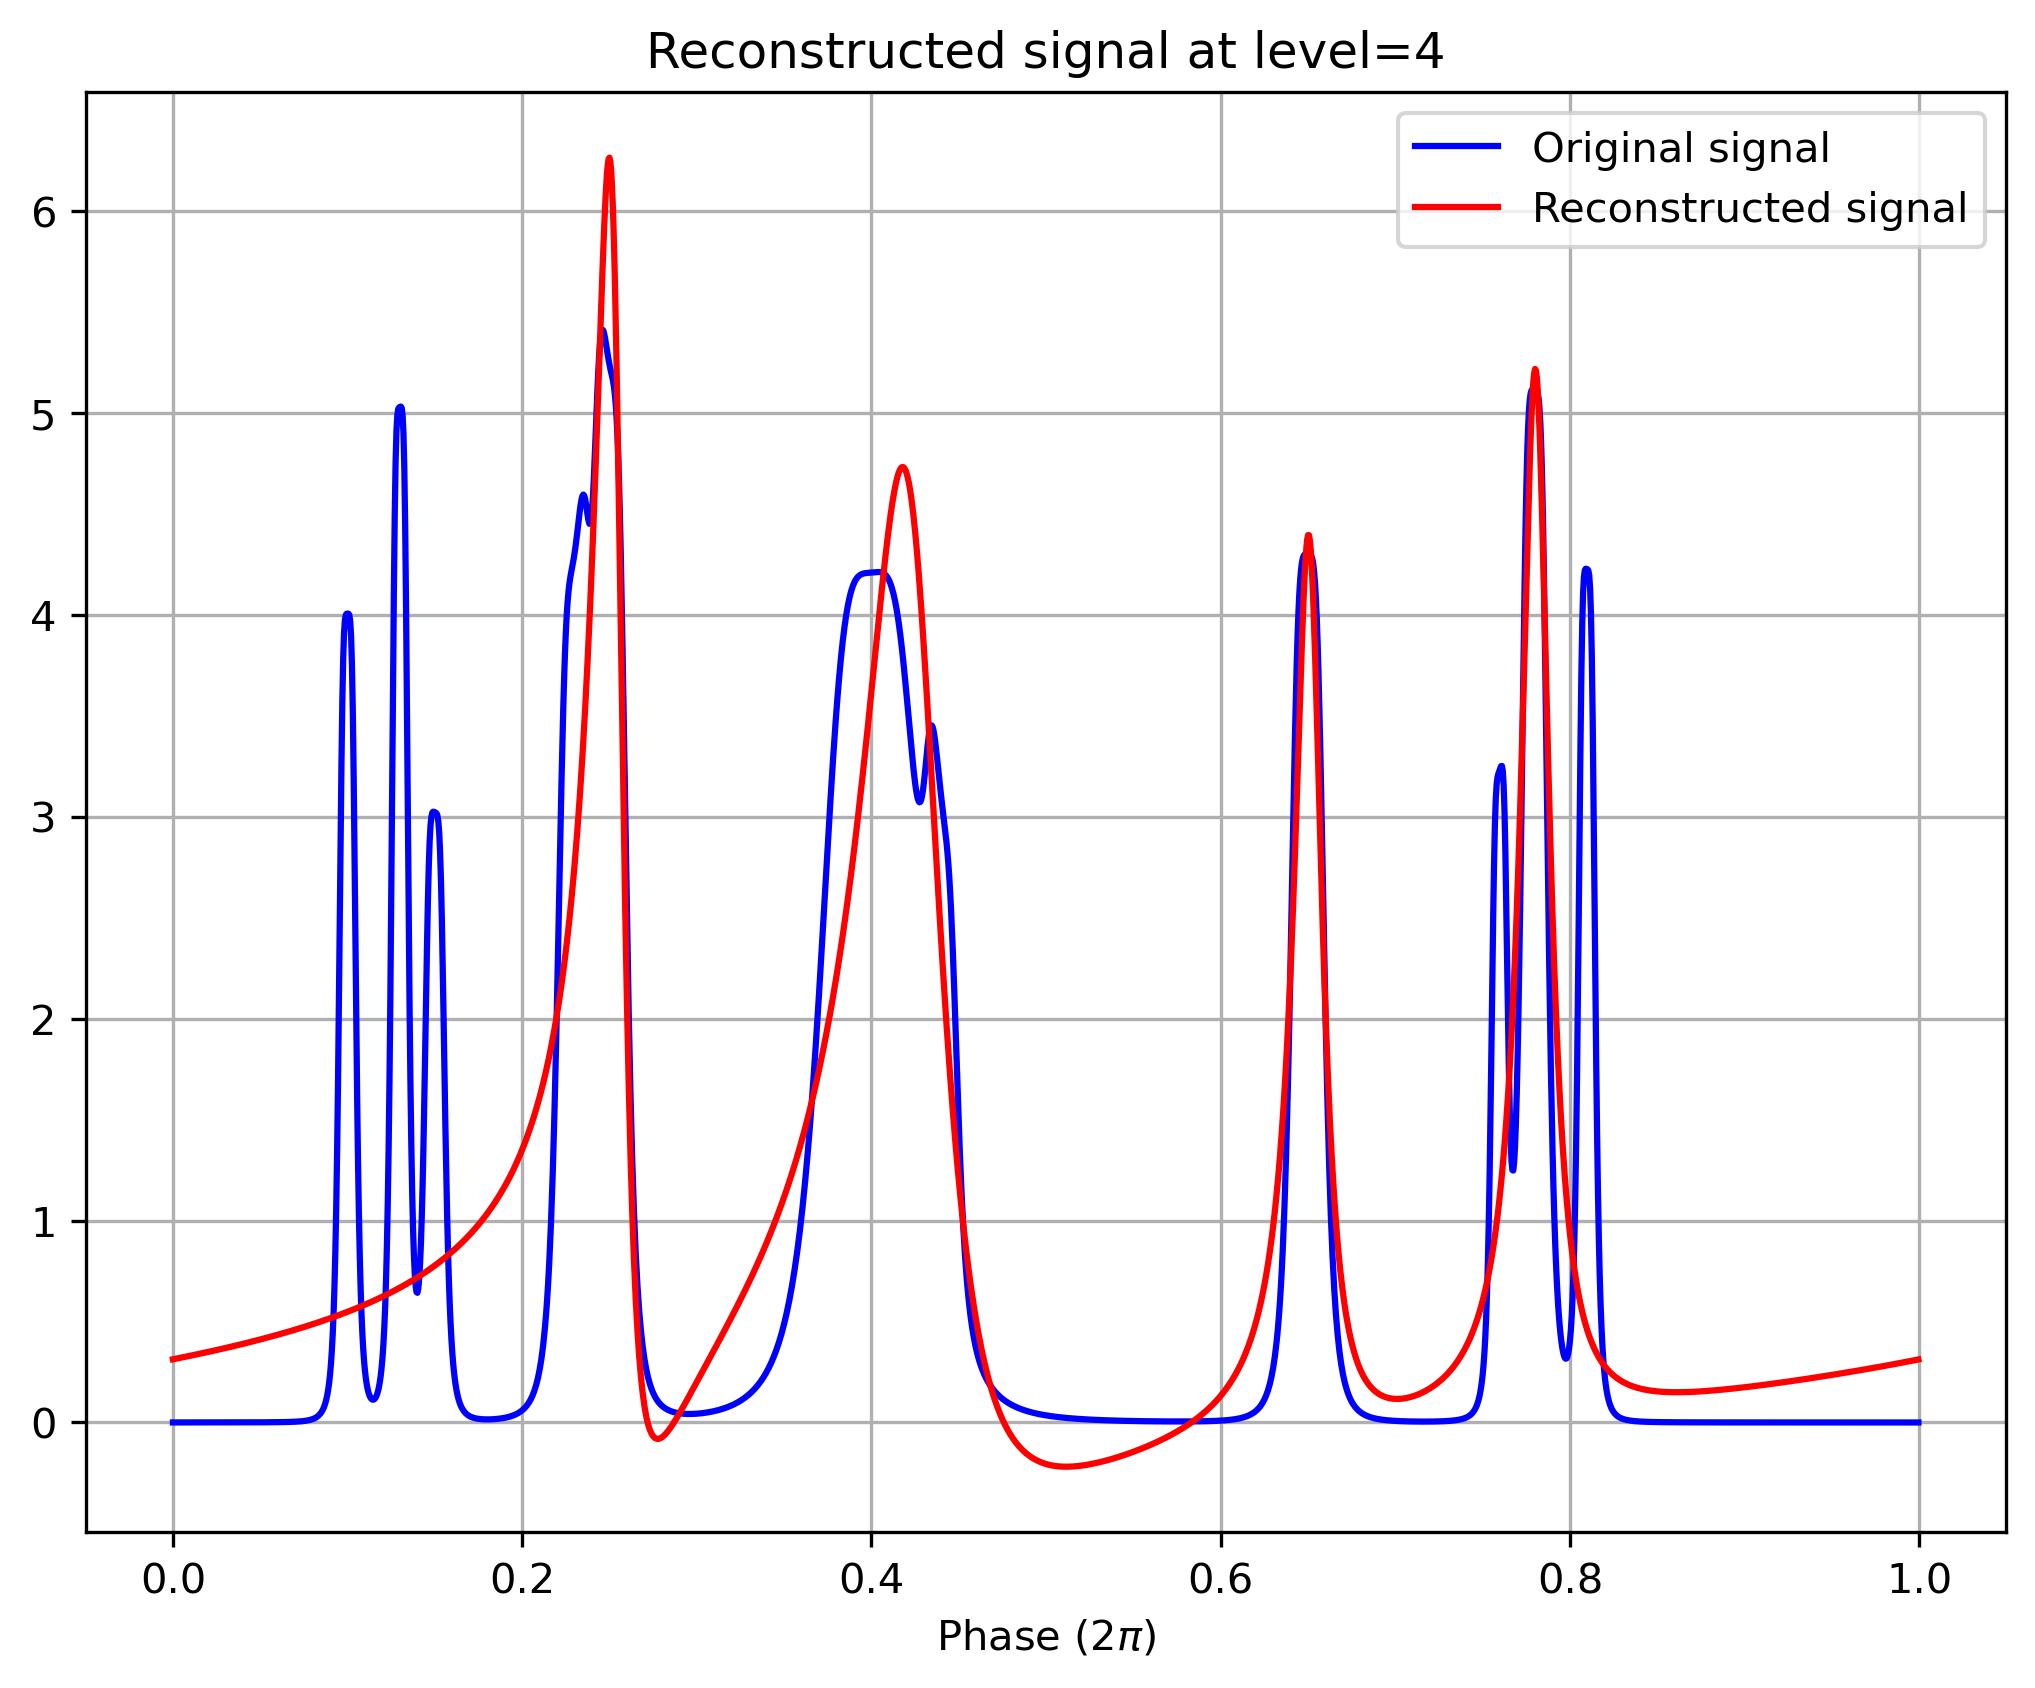 Reconstructed signal at level=4
Original signal
Reconstructed signal
6
5
4
3
2
1
0
0.0 0.2 0.4 0.6 0.8 1.0
Phase (2π)